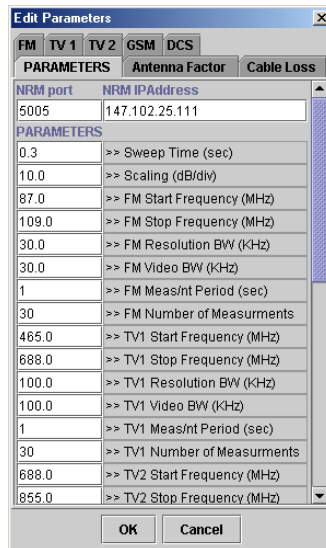 Edit Parameters
FM TV 1 TV 2 GSM DCS
PARAMETERS Antenna Factor Cable Loss
NRM port NRM IPAddress
5005 147.102.25.111
PARAMETERS
0.3 >> Sweep Time (sec)
10.0 >> Scaling (dB/div)
87.0 >> FM Start Frequency (MHz)
109.0 >> FM Stop Frequency (MHz)
30.0 >> FM Resolution BW (KHz)
30.0 >> FM Video BW (KHz)
1 >> FM Meas/nt Period (sec)
30 >> FM Number of Measurments
465.0 >> TV1 Start Frequency (MHz)
688.0 >> TV1 Stop Frequency (MHz)
100.0 >> TV1 Resolution BW (KHz)
100.0 >> TV1 Video BW (KHz)
1 >> TV1 Meas/nt Period (sec)
30 >> TV1 Number of Measurments
688.0 >> TV2 Start Frequency (MHz)
855.0 >> TV2 Stop Frequency (MHz)
OK Cancel